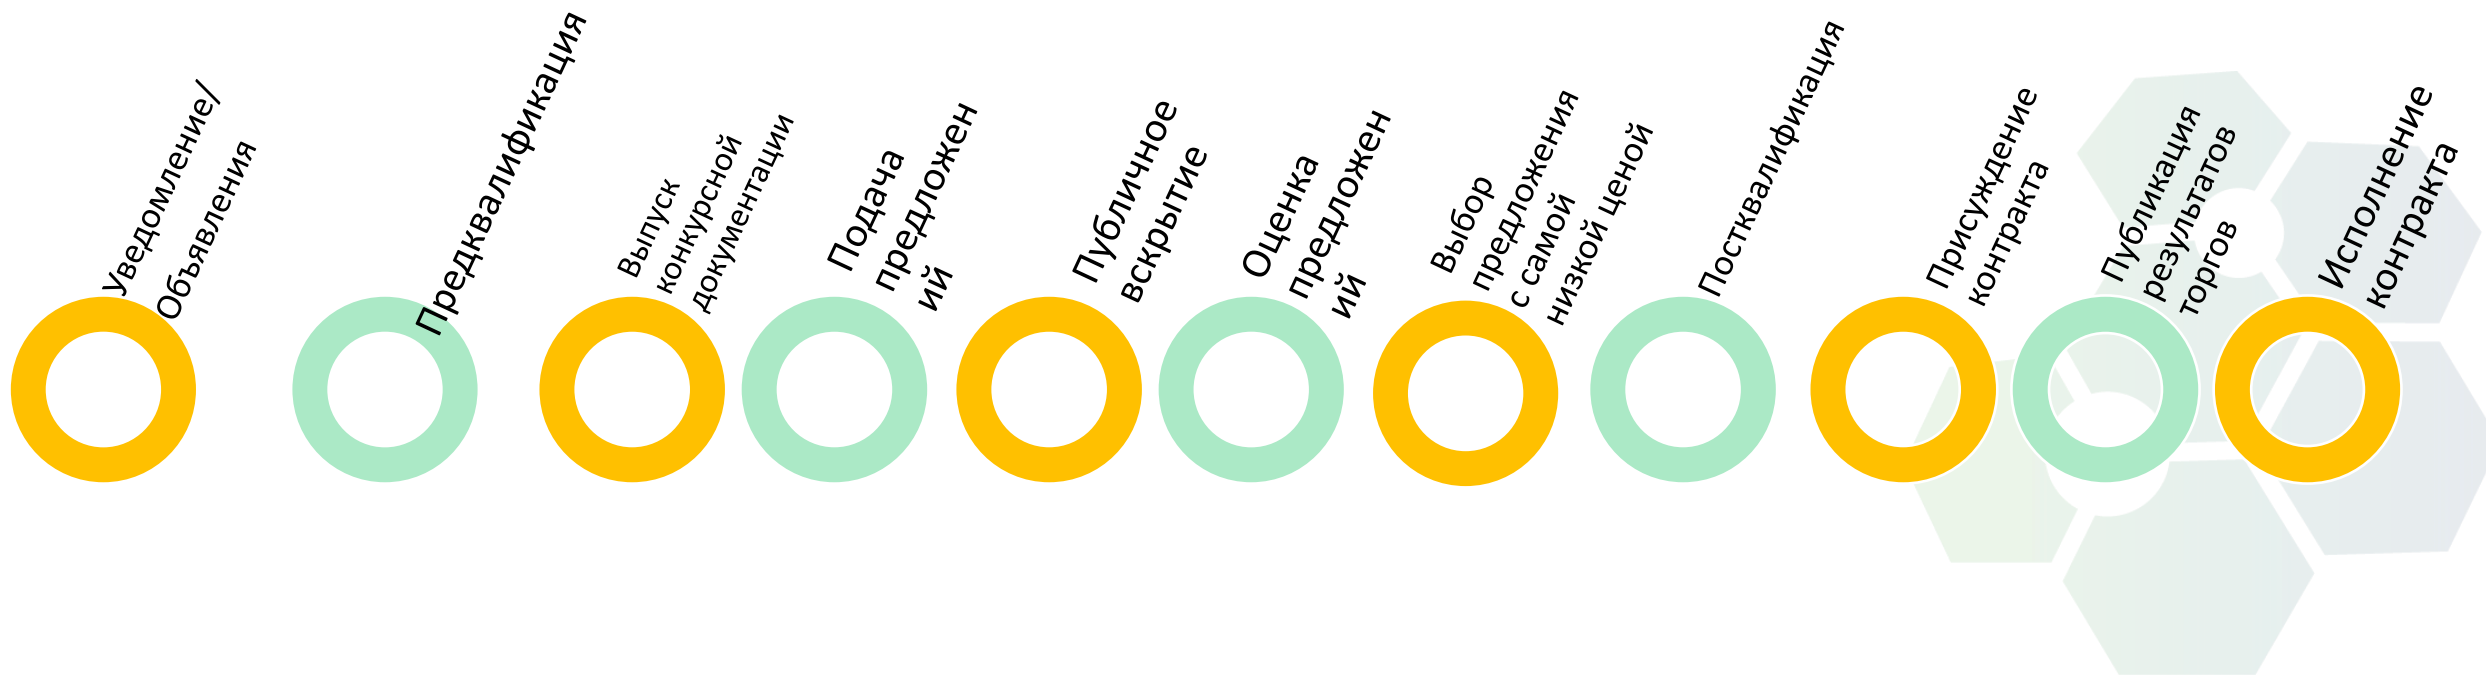 Уведомление/
Объявления
Предквалификация
Выпуск
конкурсной
документации
Подача
предложен
ий
Публичное
вскрытие
Оценка
предложен
ий
Выбор
предложения
с самой
низкой ценой
Постквалификация
Присуждение
контракта
Публикация
результатов
торгов
Исполнение
контракта